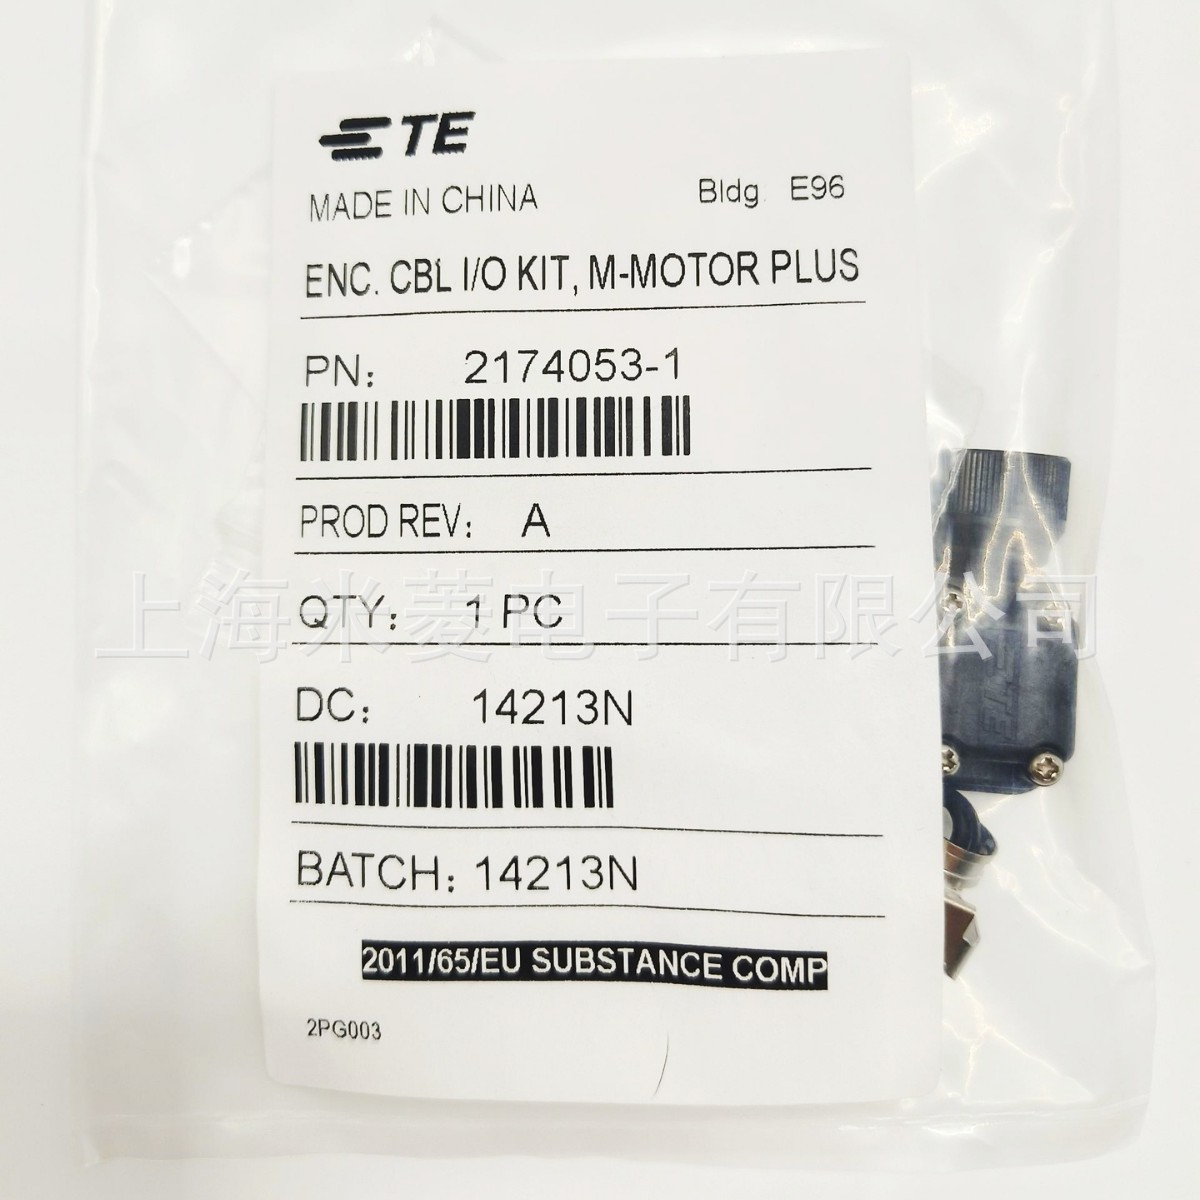 TE
MADE IN CHINA
Bldg. E96
ENC. CBL I/O KIT, M-MOTOR PLUS
PN: 2174053-1
PROD REV: A
上海米菱电子有限公司
QTY: 1 PC
DC: 14213N
BATCH: 14213N
2011/65/EU SUBSTANCE COMP
2PG003
TE